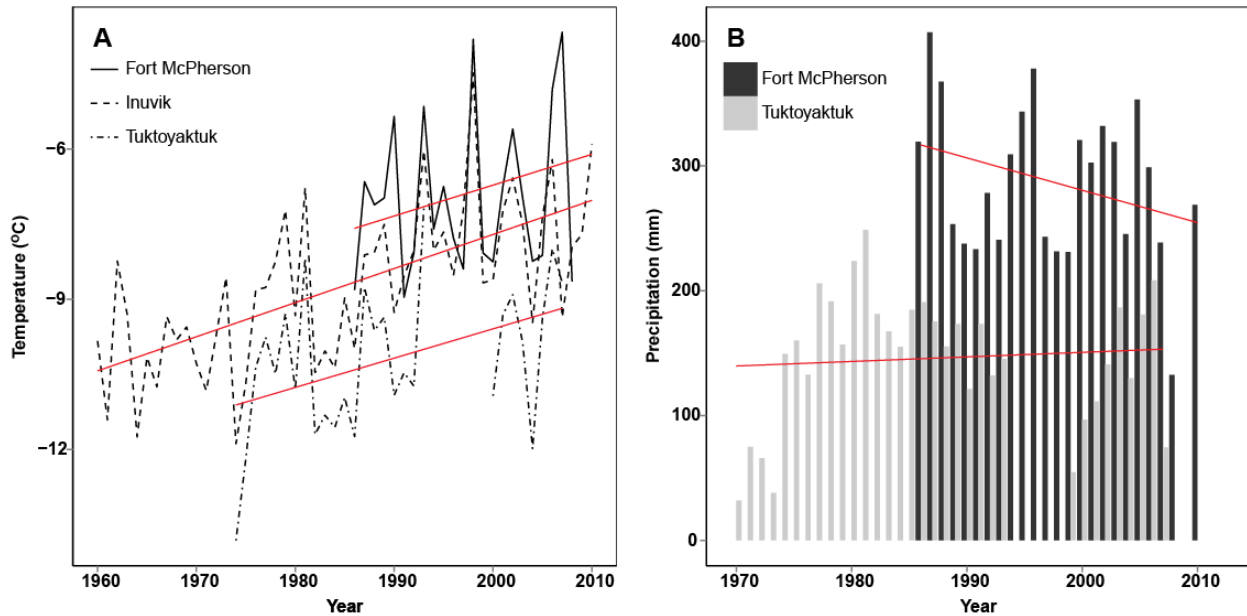 A
Fort McPherson
Inuvik
Tuktoyaktuk
Temperature (°C)
−6
−9
−12
1960 1970 1980 1990 2000 2010
Year
B
Fort McPherson
Tuktoyaktuk
Precipitation (mm)
400
300
200
100
0
1970 1980 1990 2000 2010
Year